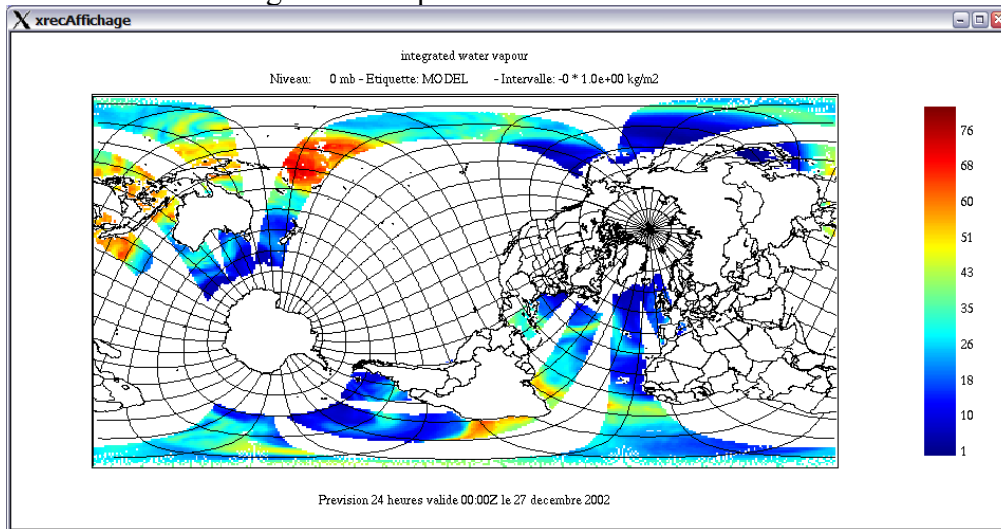 xrecAffichage
integrated water vapour
Niveau: 0 mb - Etiquette: MODEL - Intervalle: -0 * 1.0e+00 kg/m2
76
68
60
51
43
35
26
18
10
1
Prevision 24 heures valide 00:00Z le 27 decembre 2002